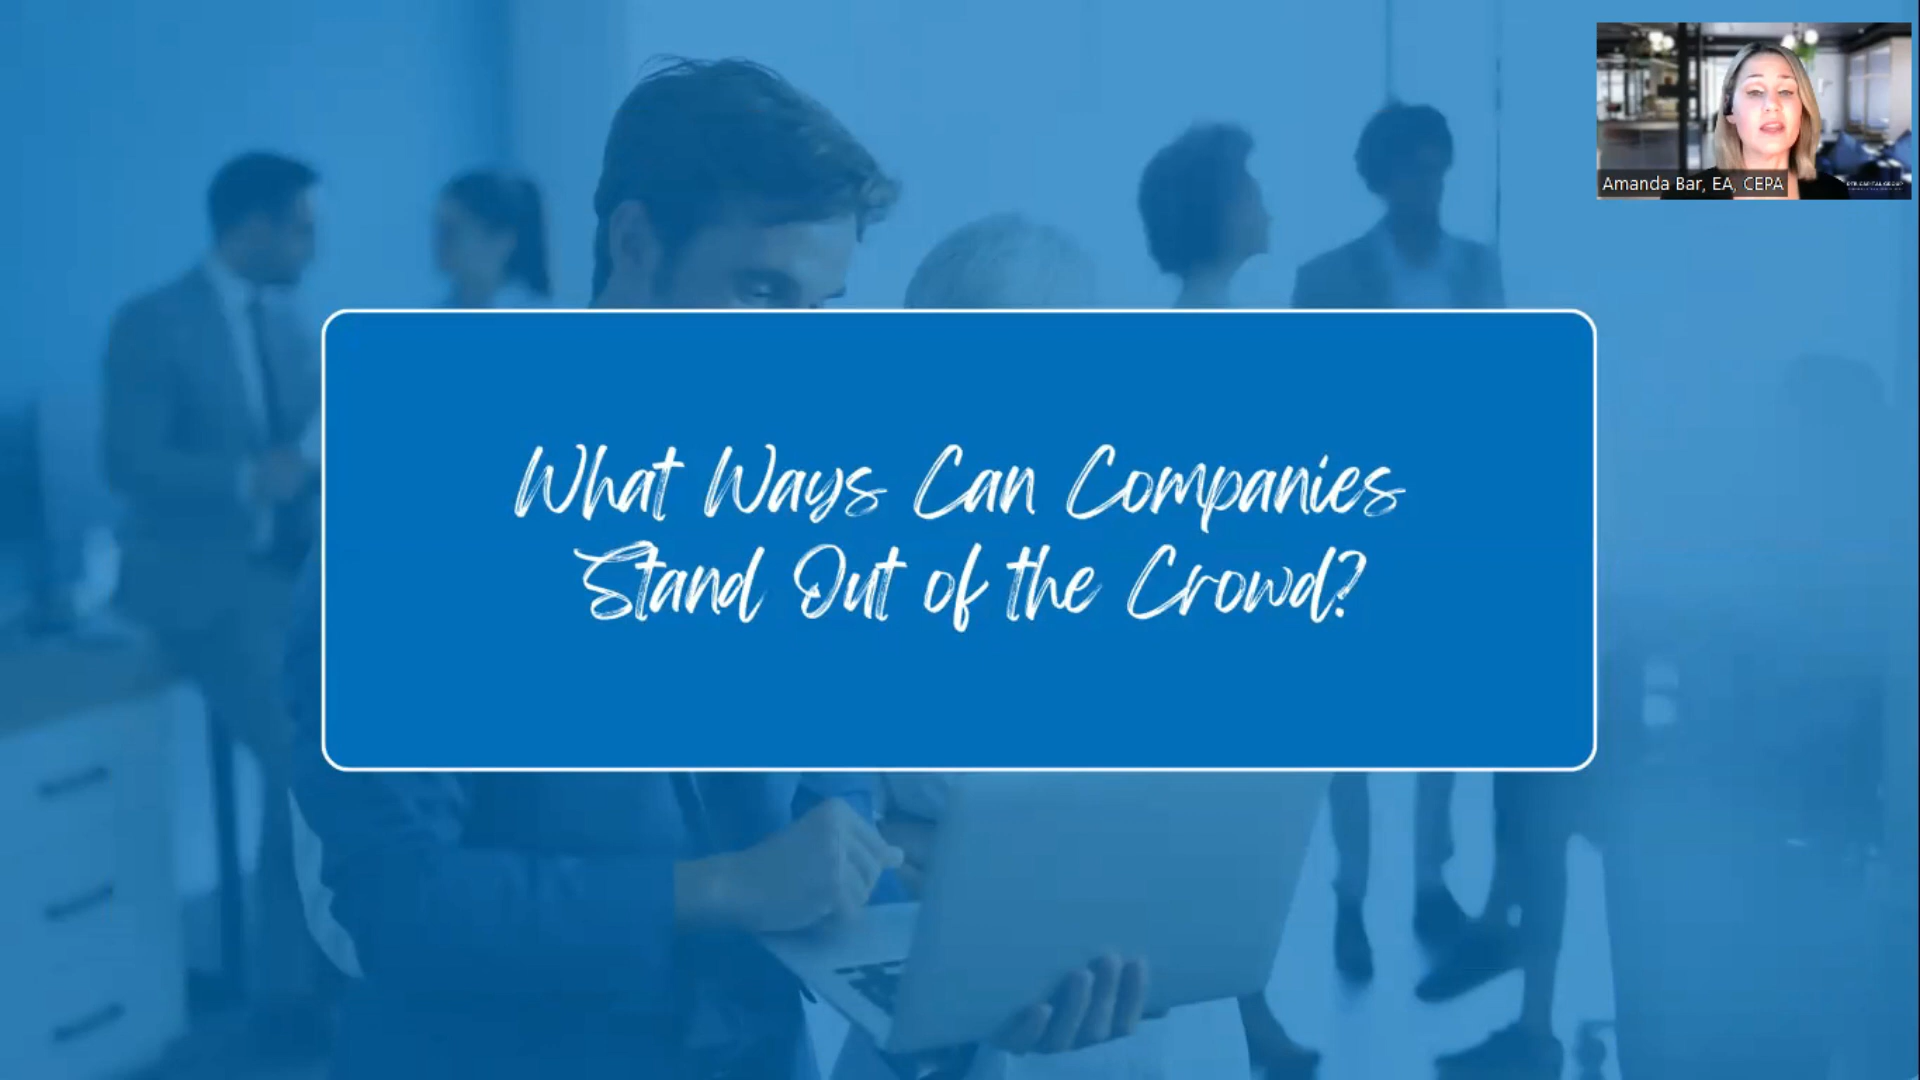 Amanda Bar, EA, CEPA
What Ways Can Companies
Stand Out of the Crowd?